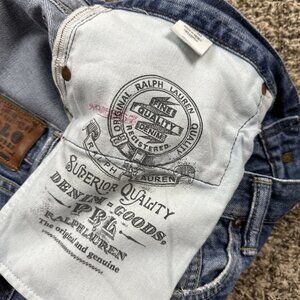 ORIGINAL RALPH LAUREN QUALITY
FINE
QUALITY
DENIM
REGISTERED
RALPH LAUREN
SUPERIOR QUALITY
DENIM & GOODS,
RALPH LAUREN
The original and genuine